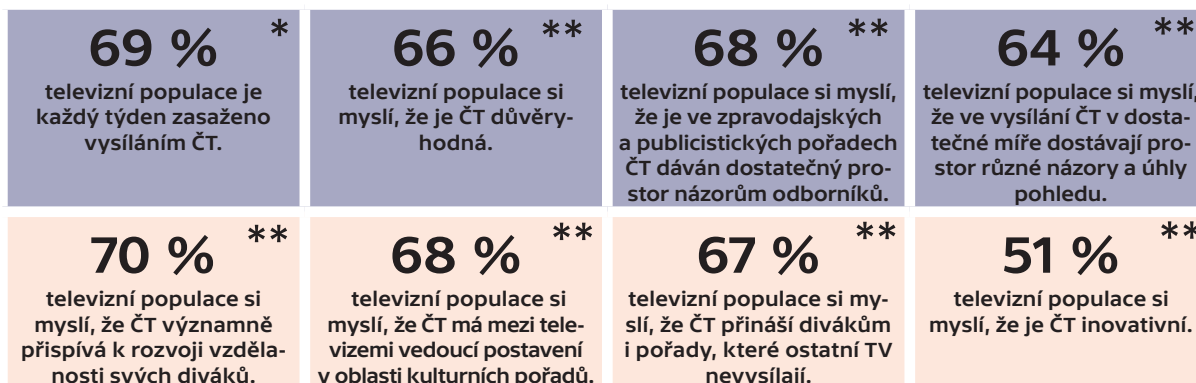 69 % *
televizní populace je
každý týden zasaženo
vysíláním ČT.
66 % **
televizní populace si
myslí, že je ČT důvěry-
hodná.
68 % **
televizní populace si myslí,
že je ve zpravodajských
a publicistických pořadech
ČT dáván dostatečný pro-
stor názorům odborníků.
64 % **
televizní populace si myslí,
že ve vysílání ČT v dosta-
tečné míře dostávají pro-
stor různé názory a úhly
pohledu.
70 % **
televizní populace si
myslí, že ČT významně
přispívá k rozvoji vzděla-
nosti svých diváků.
68 % **
televizní populace si
myslí, že ČT má mezi tele-
vizemi vedoucí postavení
v oblasti kulturních pořadů.
67 % **
televizní populace si my-
slí, že ČT přináší divákům
i pořady, které ostatní TV
nevysílají.
51 % **
televizní populace si
myslí, že je ČT inovativní.